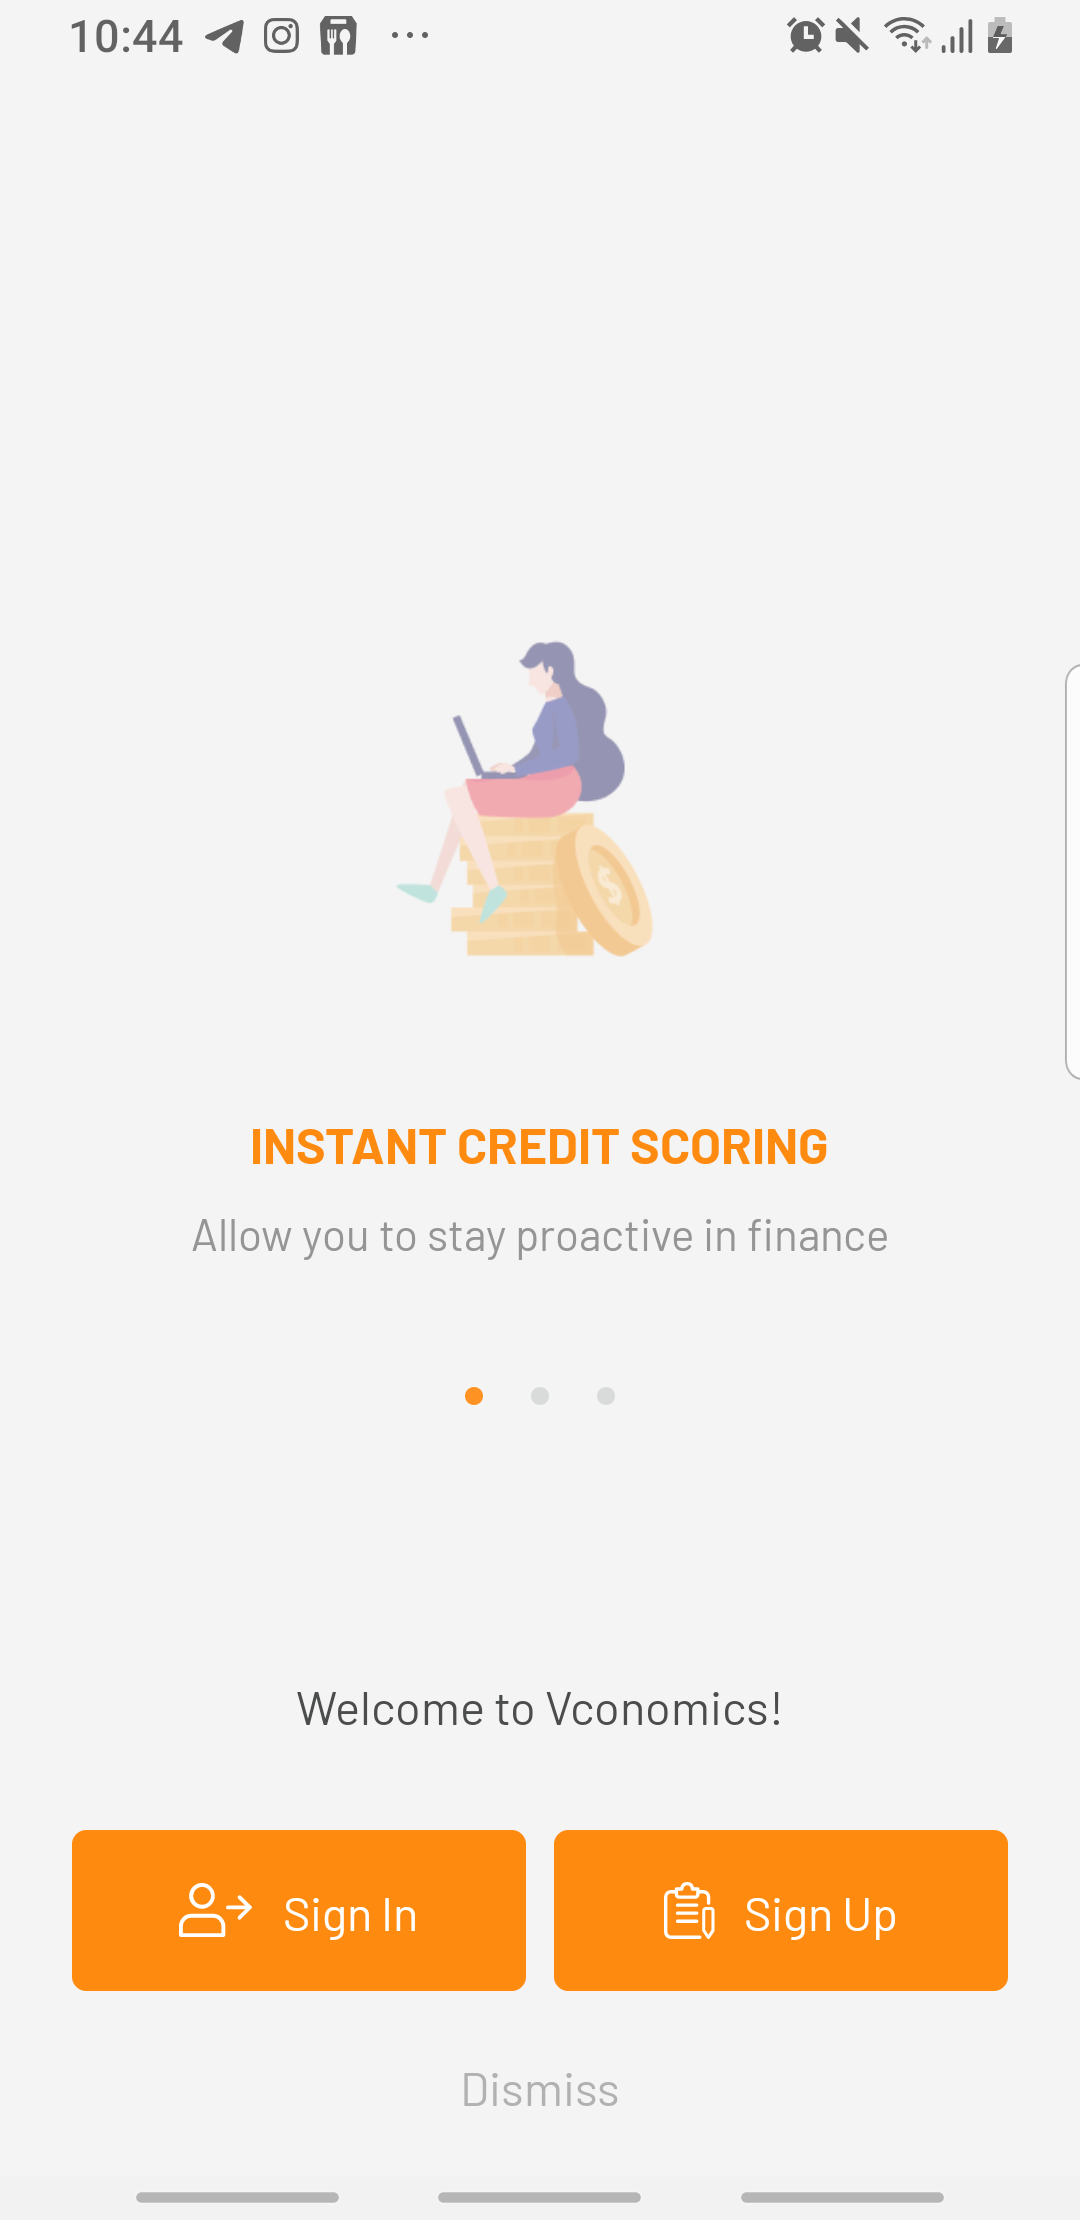 10:44
INSTANT CREDIT SCORING
Allow you to stay proactive in finance
Welcome to Vconomics!
Sign In
Sign Up
Dismiss